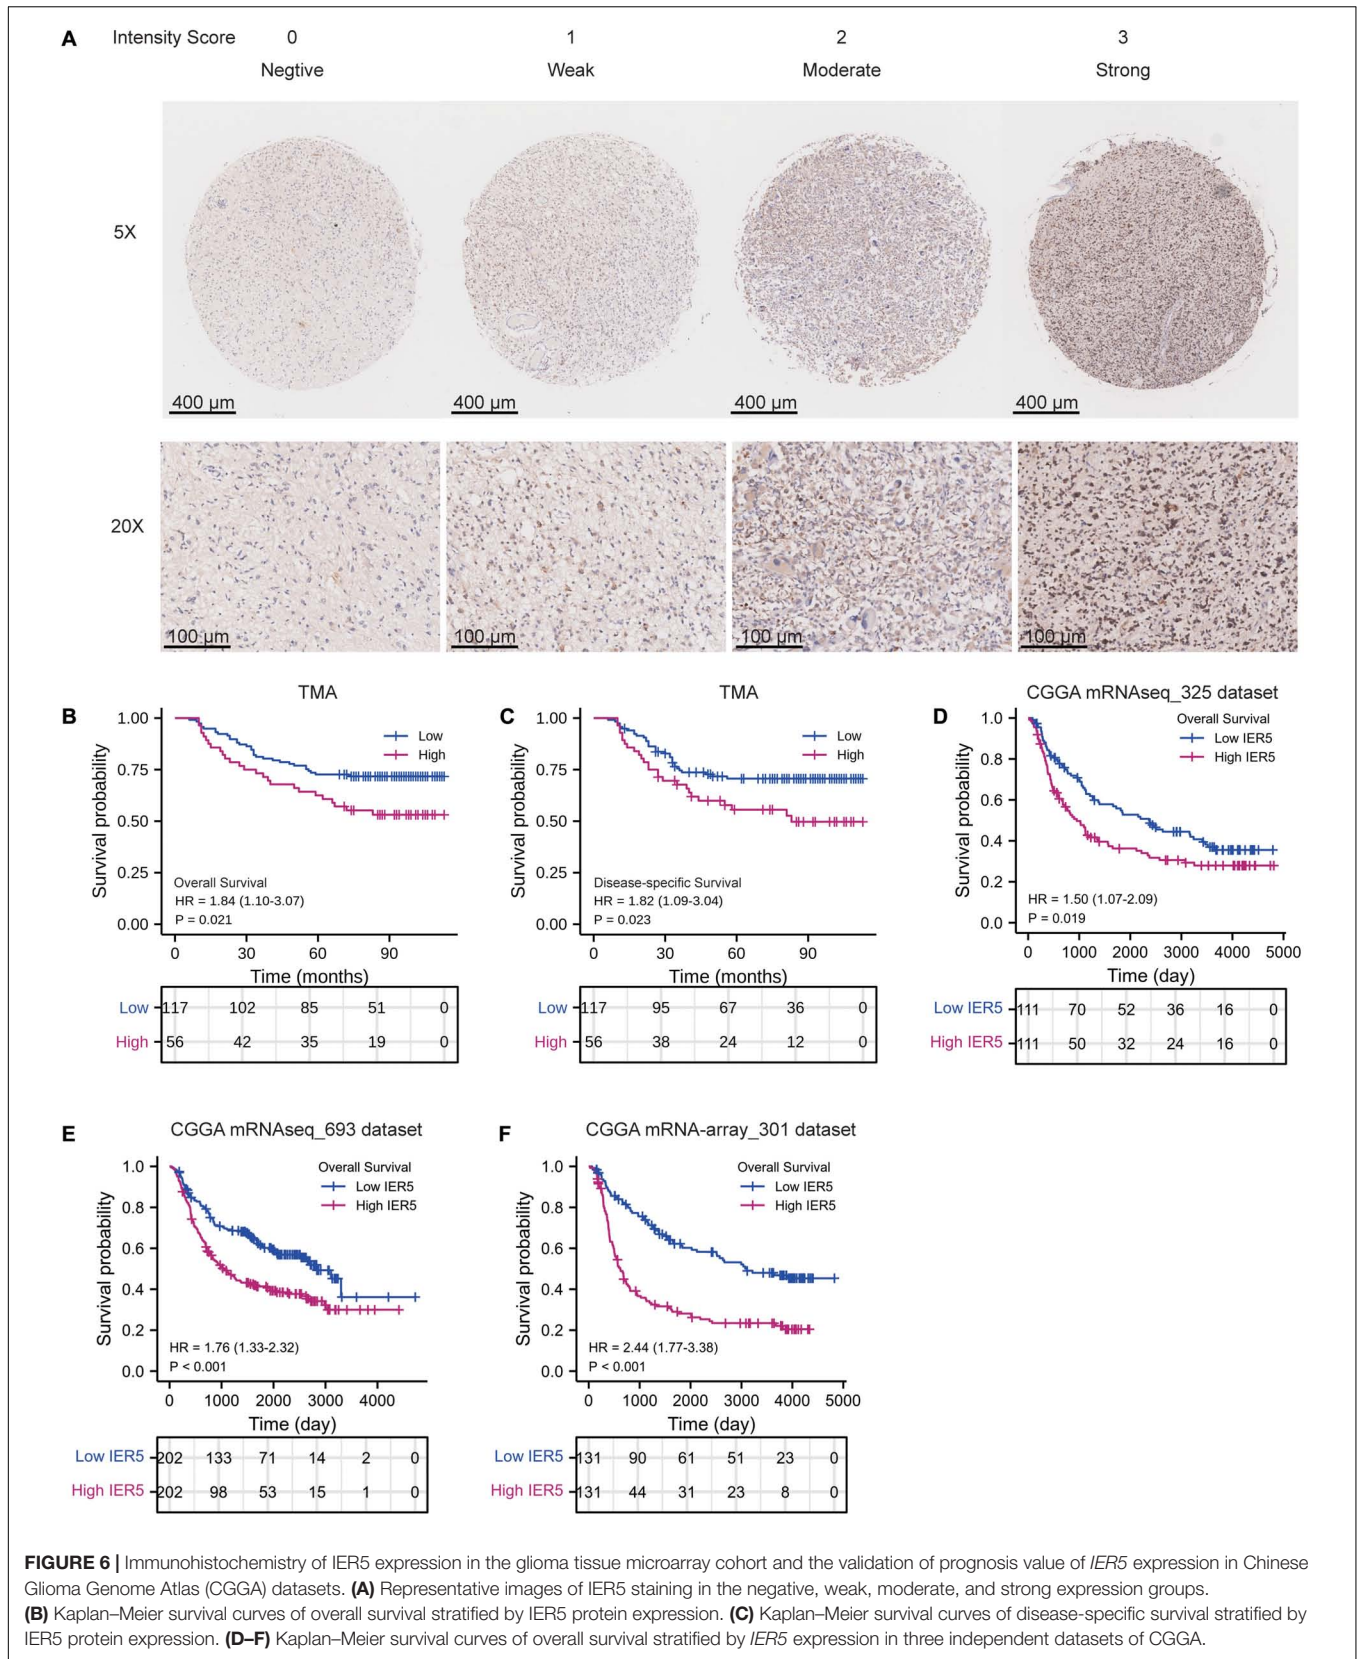 A Intensity Score 0 1 2 3
Negtive Weak Moderate Strong
5X
400 µm 400 µm 400 µm 400 µm
20X
100 µm 100 µm 100 µm 100 µm
B TMA
Survival probability
1.00
0.75
0.50
0.25
0.00
Low
High
Overall Survival
HR = 1.84 (1.10-3.07)
P = 0.021
0 30 60 90
Time (months)
Low 117 102 85 51 0
High 56 42 35 19 0
C TMA
Survival probability
1.00
0.75
0.50
0.25
0.00
Low
High
Disease-specific Survival
HR = 1.82 (1.09-3.04)
P = 0.023
0 30 60 90
Time (months)
Low 117 95 67 36 0
High 56 38 24 12 0
D CGGA mRNAseq_325 dataset
Survival probability
1.0
0.8
0.6
0.4
0.2
0.0
Overall Survival
Low IER5
High IER5
HR = 1.50 (1.07-2.09)
P = 0.019
0 1000 2000 3000 4000 5000
Time (day)
Low IER5 111 70 52 36 16 0
High IER5 111 50 32 24 16 0
E CGGA mRNAseq_693 dataset
Survival probability
1.0
0.8
0.6
0.4
0.2
0.0
Overall Survival
Low IER5
High IER5
HR = 1.76 (1.33-2.32)
P < 0.001
0 1000 2000 3000 4000
Time (day)
Low IER5 202 133 71 14 2 0
High IER5 202 98 53 15 1 0
F CGGA mRNA-array_301 dataset
Survival probability
1.0
0.8
0.6
0.4
0.2
0.0
Overall Survival
Low IER5
High IER5
HR = 2.44 (1.77-3.38)
P < 0.001
0 1000 2000 3000 4000 5000
Time (day)
Low IER5 131 90 61 51 23 0
High IER5 131 44 31 23 8 0
FIGURE 6 | Immunohistochemistry of IER5 expression in the glioma tissue microarray cohort and the validation of prognosis value of IER5 expression in Chinese
Glioma Genome Atlas (CGGA) datasets. (A) Representative images of IER5 staining in the negative, weak, moderate, and strong expression groups.
(B) Kaplan–Meier survival curves of overall survival stratified by IER5 protein expression. (C) Kaplan–Meier survival curves of disease-specific survival stratified by
IER5 protein expression. (D–F) Kaplan–Meier survival curves of overall survival stratified by IER5 expression in three independent datasets of CGGA.